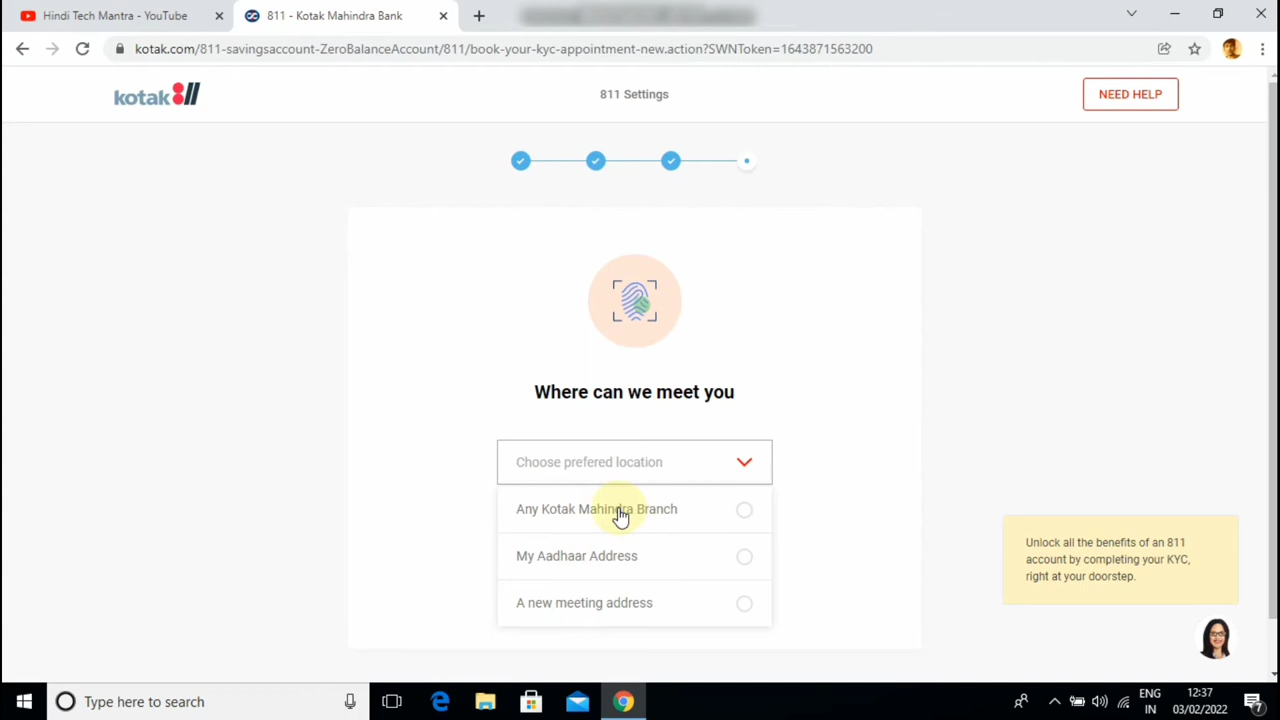 Hindi Tech Mantra - YouTube
811 - Kotak Mahindra Bank
kotak.com/811-savingsaccount-ZeroBalanceAccount/811/book-your-kyc-appointment-new.action?SWNToken=1643871563200
kotak 811
811 Settings
NEED HELP
Where can we meet you
Choose prefered location
Any Kotak Mahindra Branch
My Aadhaar Address
A new meeting address
Unlock all the benefits of an 811
account by completing your KYC,
right at your doorstep.
Type here to search
ENG
IN
12:37
03/02/2022
7